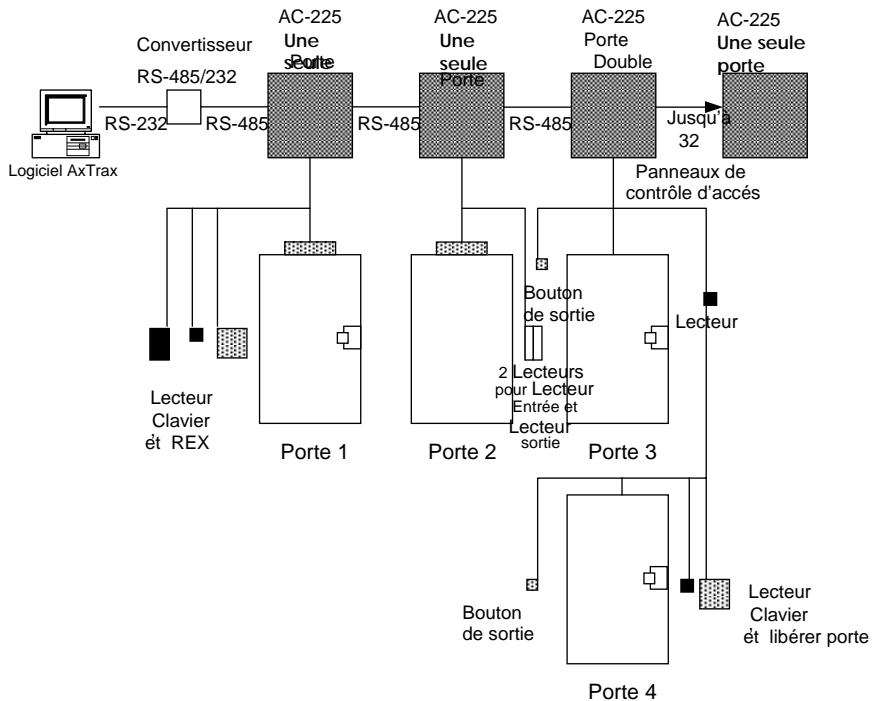 AC-225
Une
seule
Porte
AC-225
Une
seule
Porte
AC-225
Porte
Double
AC-225
Une seule
porte
Convertisseur
RS-485/232
RS-232
RS-485
RS-485
RS-485
Jusqu'a
32
Logiciel AxTrax
Panneaux de
contrôle d'accés
Bouton
de sortie
Lecteur
2 Lecteurs
pour Lecteur
Entrée et
Lecteur
sortie
Lecteur
Clavier
et REX
Porte 1
Porte 2
Porte 3
Bouton
de sortie
Lecteur
Clavier
et libérer porte
Porte 4